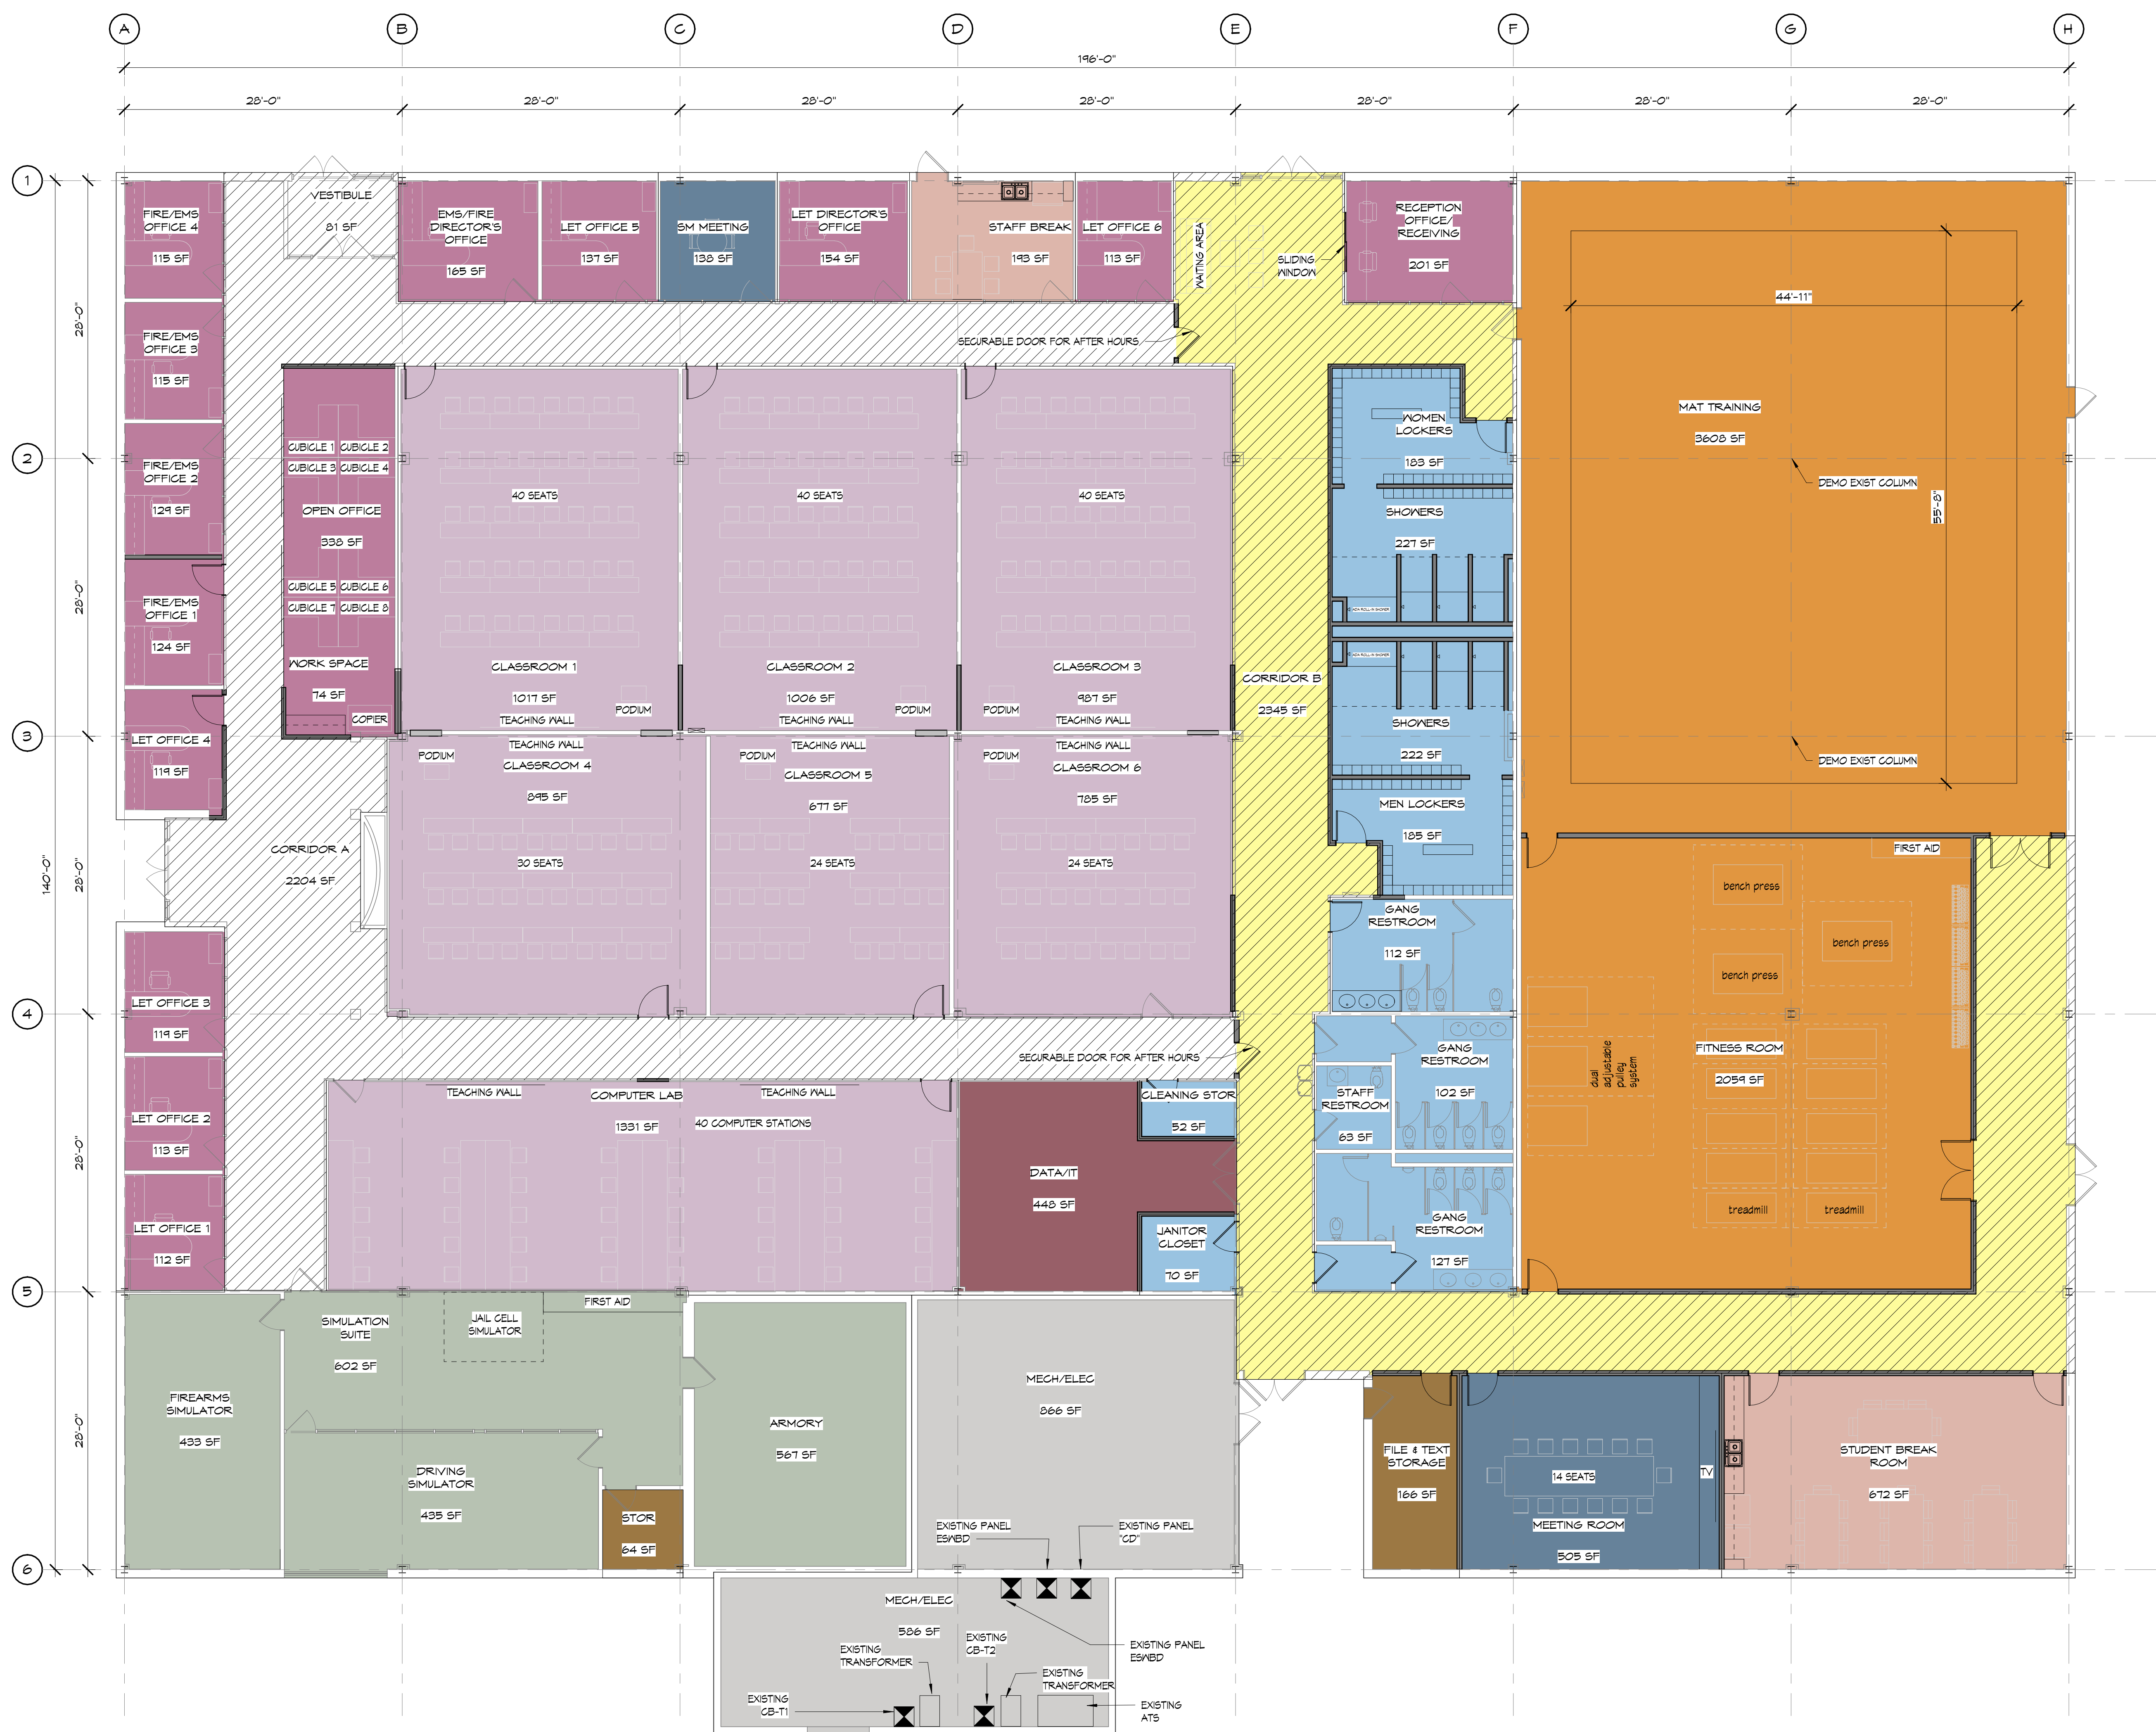 A
B
C
D
E
F
G
H
196'-0"
28'-0"
28'-0"
28'-0"
28'-0"
28'-0"
28'-0"
28'-0"
1
2
3
4
5
6
140'-0"
28'-0"
28'-0"
28'-0"
28'-0"
28'-0"
FIRE/EMS
OFFICE 4
115 SF
VESTIBULE
81 SF
EMS/FIRE
DIRECTOR'S
OFFICE
165 SF
LET OFFICE 5
137 SF
SM MEETING
138 SF
LET DIRECTOR'S
OFFICE
154 SF
STAFF BREAK
193 SF
LET OFFICE 6
113 SF
WAITING AREA
SLIDING
WINDOW
RECEPTION
OFFICE/
RECEIVING
201 SF
44'-11"
55'-8"
SECURABLE DOOR FOR AFTER HOURS
FIRE/EMS
OFFICE 3
115 SF
FIRE/EMS
OFFICE 2
129 SF
FIRE/EMS
OFFICE 1
124 SF
LET OFFICE 4
119 SF
CUBICLE 1
CUBICLE 2
CUBICLE 3
CUBICLE 4
OPEN OFFICE
338 SF
CUBICLE 5
CUBICLE 6
CUBICLE 7
CUBICLE 8
WORK SPACE
74 SF
COPIER
40 SEATS
CLASSROOM 1
1017 SF
PODIUM
TEACHING WALL
40 SEATS
CLASSROOM 2
1006 SF
PODIUM
TEACHING WALL
40 SEATS
CLASSROOM 3
987 SF
PODIUM
TEACHING WALL
CORRIDOR B
2345 SF
WOMEN
LOCKERS
183 SF
SHOWERS
227 SF
ADA ROLL-IN SHOWER
ADA ROLL-IN SHOWER
SHOWERS
222 SF
MEN LOCKERS
185 SF
MAT TRAINING
3608 SF
DEMO EXIST COLUMN
DEMO EXIST COLUMN
TEACHING WALL
PODIUM
CLASSROOM 4
895 SF
30 SEATS
TEACHING WALL
PODIUM
CLASSROOM 5
677 SF
24 SEATS
TEACHING WALL
PODIUM
CLASSROOM 6
785 SF
24 SEATS
CORRIDOR A
2204 SF
LET OFFICE 3
119 SF
LET OFFICE 2
113 SF
LET OFFICE 1
112 SF
GANG
RESTROOM
112 SF
GANG
RESTROOM
102 SF
STAFF
RESTROOM
63 SF
GANG
RESTROOM
127 SF
FIRST AID
bench press
bench press
bench press
dual
adjustable
pulley
system
FITNESS ROOM
2059 SF
treadmill
treadmill
SECURABLE DOOR FOR AFTER HOURS
TEACHING WALL
COMPUTER LAB
TEACHING WALL
1331 SF
40 COMPUTER STATIONS
CLEANING STOR
52 SF
DATA/IT
448 SF
JANITOR
CLOSET
70 SF
FIREARMS
SIMULATOR
433 SF
SIMULATION
SUITE
602 SF
JAIL CELL
SIMULATOR
FIRST AID
DRIVING
SIMULATOR
435 SF
STOR
64 SF
ARMORY
567 SF
MECH/ELEC
866 SF
EXISTING PANEL
ESWBD
EXISTING PANEL
"CD"
FILE & TEXT
STORAGE
166 SF
14 SEATS
TV
MEETING ROOM
505 SF
STUDENT BREAK
ROOM
672 SF
MECH/ELEC
586 SF
EXISTING
TRANSFORMER
EXISTING
CB-T2
EXISTING PANEL
ESWBD
EXISTING
TRANSFORMER
EXISTING
CB-T1
EXISTING
ATS